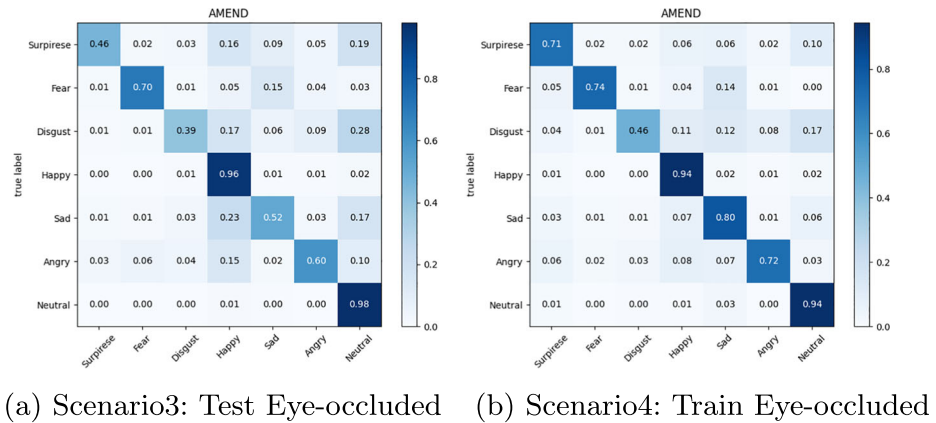 AMEND
AMEND
true label
Surpirese 0.46 0.02 0.03 0.16 0.09 0.05 0.19
Fear 0.01 0.70 0.01 0.05 0.15 0.04 0.03
Disgust 0.01 0.01 0.39 0.17 0.06 0.09 0.28
Happy 0.00 0.00 0.01 0.96 0.01 0.01 0.02
Sad 0.01 0.01 0.03 0.23 0.52 0.03 0.17
Angry 0.03 0.06 0.04 0.15 0.02 0.60 0.10
Neutral 0.00 0.00 0.00 0.01 0.00 0.00 0.98
Surpirese Fear Disgust Happy Sad Angry Neutral
0.8
0.6
0.4
0.2
0.0
true label
Surpirese 0.71 0.02 0.02 0.06 0.06 0.02 0.10
Fear 0.05 0.74 0.01 0.04 0.14 0.01 0.00
Disgust 0.04 0.01 0.46 0.11 0.12 0.08 0.17
Happy 0.01 0.00 0.00 0.94 0.02 0.01 0.02
Sad 0.03 0.01 0.01 0.07 0.80 0.01 0.06
Angry 0.06 0.02 0.03 0.08 0.07 0.72 0.03
Neutral 0.01 0.00 0.00 0.01 0.03 0.00 0.94
Surpirese Fear Disgust Happy Sad Angry Neutral
0.8
0.6
0.4
0.2
0.0
(a) Scenario3: Test Eye-occluded
(b) Scenario4: Train Eye-occluded